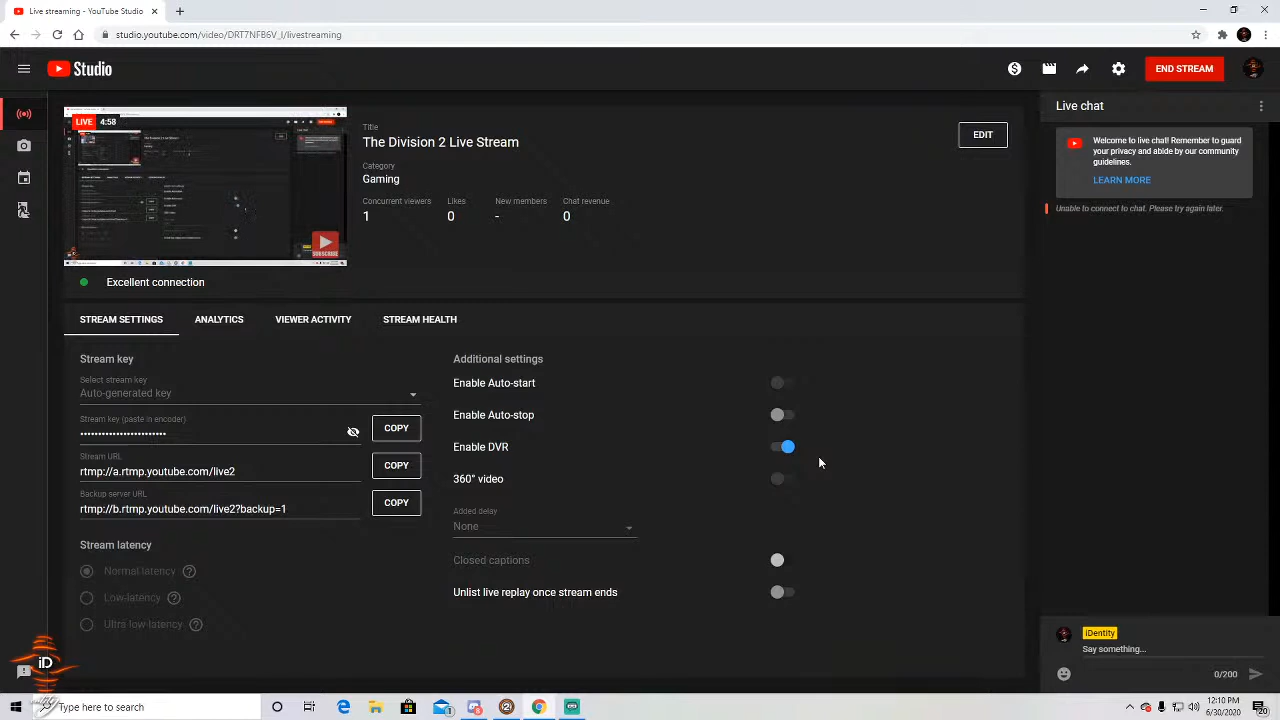 Live streaming - YouTube Studio
studio.youtube.com/video/DRT7NFB6V_I/livestreaming
Studio
END STREAM
LIVE 4:58
Title
The Division 2 Live Stream
EDIT
Category
Gaming
Concurrent viewers Likes New members Chat revenue
1 0 - 0
Excellent connection
STREAM SETTINGS ANALYTICS VIEWER ACTIVITY STREAM HEALTH
Stream key
Select stream key
Auto-generated key
Stream key (paste in encoder)
•••••••••••••••••••••••• COPY
Stream URL
rtmp://a.rtmp.youtube.com/live2 COPY
Backup server URL
rtmp://b.rtmp.youtube.com/live2?backup=1 COPY
Stream latency
Normal latency
Low-latency
Ultra low-latency
Additional settings
Enable Auto-start
Enable Auto-stop
Enable DVR
360° video
Added delay
None
Closed captions
Unlist live replay once stream ends
Live chat
Welcome to live chat! Remember to guard
your privacy and abide by our community
guidelines.
LEARN MORE
Unable to connect to chat. Please try again later.
iDentity
Say something...
0/200
iD
Type here to search
12:10 PM
6/30/2020
20